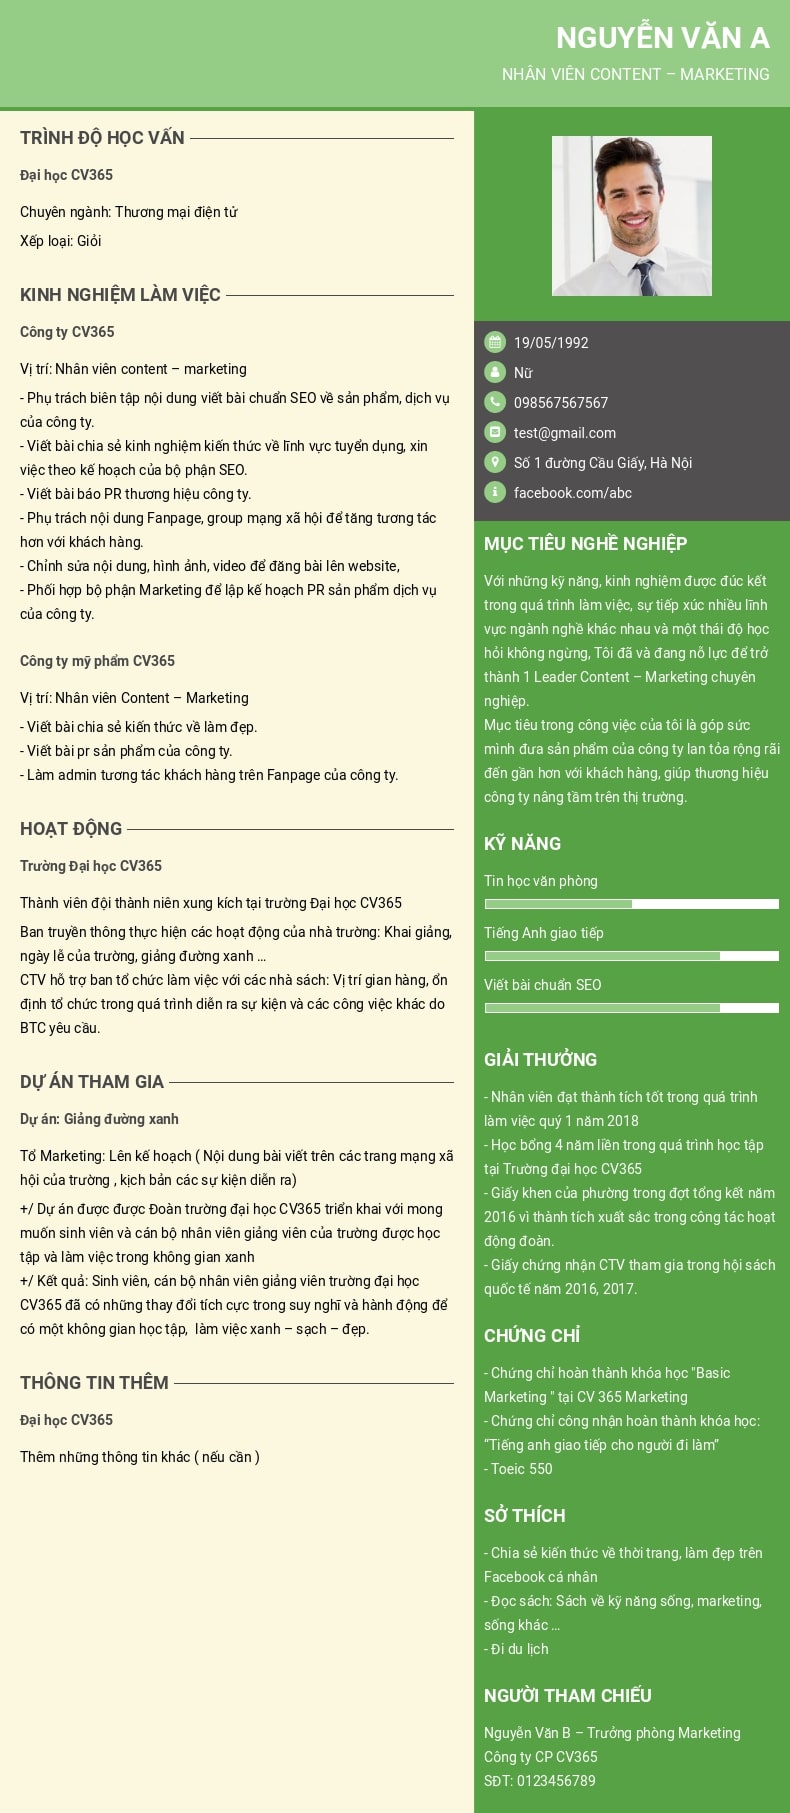 NGUYỄN VĂN A
NHÂN VIÊN CONTENT – MARKETING
TRÌNH ĐỘ HỌC VẤN
Đại học CV365
Chuyên ngành: Thương mại điện tử
Xếp loại: Giỏi
KINH NGHIỆM LÀM VIỆC
Công ty CV365
Vị trí: Nhân viên content – marketing
- Phụ trách biên tập nội dung viết bài chuẩn SEO về sản phẩm, dịch vụ
của công ty.
- Viết bài chia sẻ kinh nghiệm kiến thức về lĩnh vực tuyển dụng, xin
việc theo kế hoạch của bộ phận SEO.
- Viết bài báo PR thương hiệu công ty.
- Phụ trách nội dung Fanpage, group mạng xã hội để tăng tương tác
hơn với khách hàng.
- Chỉnh sửa nội dung, hình ảnh, video để đăng bài lên website,
- Phối hợp bộ phận Marketing để lập kế hoạch PR sản phẩm dịch vụ
của công ty.
Công ty mỹ phẩm CV365
Vị trí: Nhân viên Content – Marketing
- Viết bài chia sẻ kiến thức về làm đẹp.
- Viết bài pr sản phẩm của công ty.
- Làm admin tương tác khách hàng trên Fanpage của công ty.
HOẠT ĐỘNG
Trường Đại học CV365
Thành viên đội thành niên xung kích tại trường Đại học CV365
Ban truyền thông thực hiện các hoạt động của nhà trường: Khai giảng,
ngày lễ của trường, giảng đường xanh ...
CTV hỗ trợ ban tổ chức làm việc với các nhà sách: Vị trí gian hàng, ổn
định tổ chức trong quá trình diễn ra sự kiện và các công việc khác do
BTC yêu cầu.
DỰ ÁN THAM GIA
Dự án: Giảng đường xanh
Tổ Marketing: Lên kế hoạch ( Nội dung bài viết trên các trang mạng xã
hội của trường , kịch bản các sự kiện diễn ra)
+/ Dự án được được Đoàn trường đại học CV365 triển khai với mong
muốn sinh viên và cán bộ nhân viên giảng viên của trường được học
tập và làm việc trong không gian xanh
+/ Kết quả: Sinh viên, cán bộ nhân viên giảng viên trường đại học
CV365 đã có những thay đổi tích cực trong suy nghĩ và hành động để
có một không gian học tập,  làm việc xanh – sạch – đẹp.
THÔNG TIN THÊM
Đại học CV365
Thêm những thông tin khác ( nếu cần )
19/05/1992
Nữ
098567567567
test@gmail.com
Số 1 đường Cầu Giấy, Hà Nội
facebook.com/abc
MỤC TIÊU NGHỀ NGHIỆP
Với những kỹ năng, kinh nghiệm được đúc kết
trong quá trình làm việc, sự tiếp xúc nhiều lĩnh
vực ngành nghề khác nhau và một thái độ học
hỏi không ngừng, Tôi đã và đang nỗ lực để trở
thành 1 Leader Content – Marketing chuyên
nghiệp.
Mục tiêu trong công việc của tôi là góp sức
mình đưa sản phẩm của công ty lan tỏa rộng rãi
đến gần hơn với khách hàng, giúp thương hiệu
công ty nâng tầm trên thị trường.
KỸ NĂNG
Tin học văn phòng
Tiếng Anh giao tiếp
Viết bài chuẩn SEO
GIẢI THƯỞNG
- Nhân viên đạt thành tích tốt trong quá trình
làm việc quý 1 năm 2018
- Học bổng 4 năm liền trong quá trình học tập
tại Trường đại học CV365
- Giấy khen của phường trong đợt tổng kết năm
2016 vì thành tích xuất sắc trong công tác hoạt
động đoàn.
- Giấy chứng nhận CTV tham gia trong hội sách
quốc tế năm 2016, 2017.
CHỨNG CHỈ
- Chứng chỉ hoàn thành khóa học "Basic
Marketing " tại CV 365 Marketing
- Chứng chỉ công nhận hoàn thành khóa học:
“Tiếng anh giao tiếp cho người đi làm”
- Toeic 550
SỞ THÍCH
- Chia sẻ kiến thức về thời trang, làm đẹp trên
Facebook cá nhân
- Đọc sách: Sách về kỹ năng sống, marketing,
sống khác ...
- Đi du lịch
NGƯỜI THAM CHIẾU
Nguyễn Văn B – Trưởng phòng Marketing
Công ty CP CV365
SĐT: 0123456789